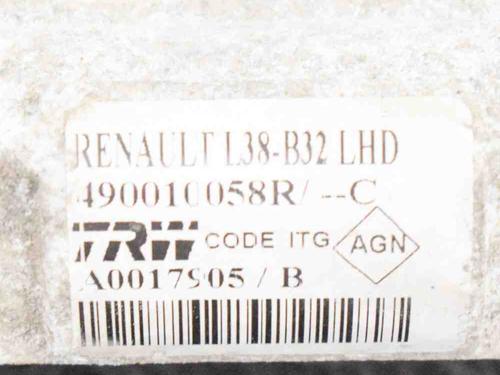 RENAULT L38-B32 LHD
490010058R/ --C
TRW CODE ITG AGN
A0017905 / B